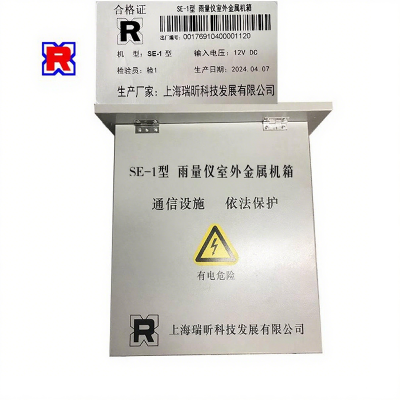 R
合格证
SE-1型 雨量仪室外金属机箱
R
出厂编号: 00176910400001120
机 型: SE-1 型 输入电压: 12V DC
检验员: 检1 生产日期: 2024.04.07
生产厂家: 上海瑞昕科技发展有限公司
SE-1型 雨量仪室外金属机箱
通信设施 依法保护
有电危险
R 上海瑞昕科技发展有限公司